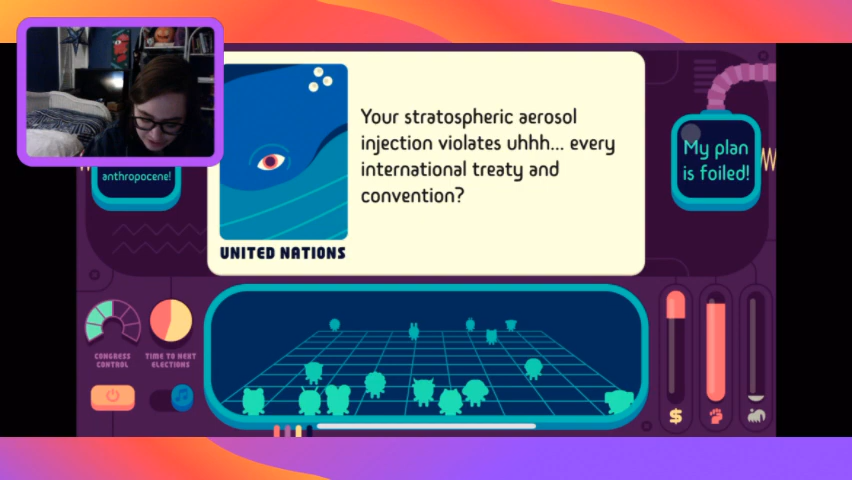 Your stratospheric aerosol
injection violates uhhh... every
international treaty and
convention?
UNITED NATIONS
anthropocene!
My plan
is foiled!
CONGRESS
CONTROL
TIME TO NEXT
ELECTIONS
$